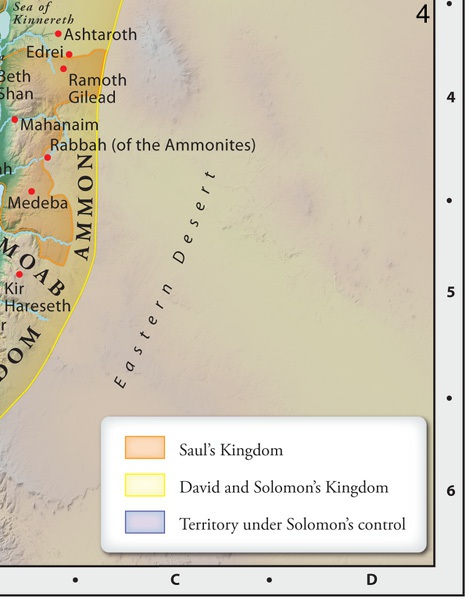 Sea of
Kinnereth
4
Ashtaroth
Edrei
Ramoth
Gilead
Beth
Shan
4
Mahanaim
Rabbah (of the Ammonites)
AMMON
Medeba
Eastern Desert
MOAB
Kir
Hareseth
5
DOM
Saul's Kingdom
David and Solomon's Kingdom
6
Territory under Solomon's control
C
D